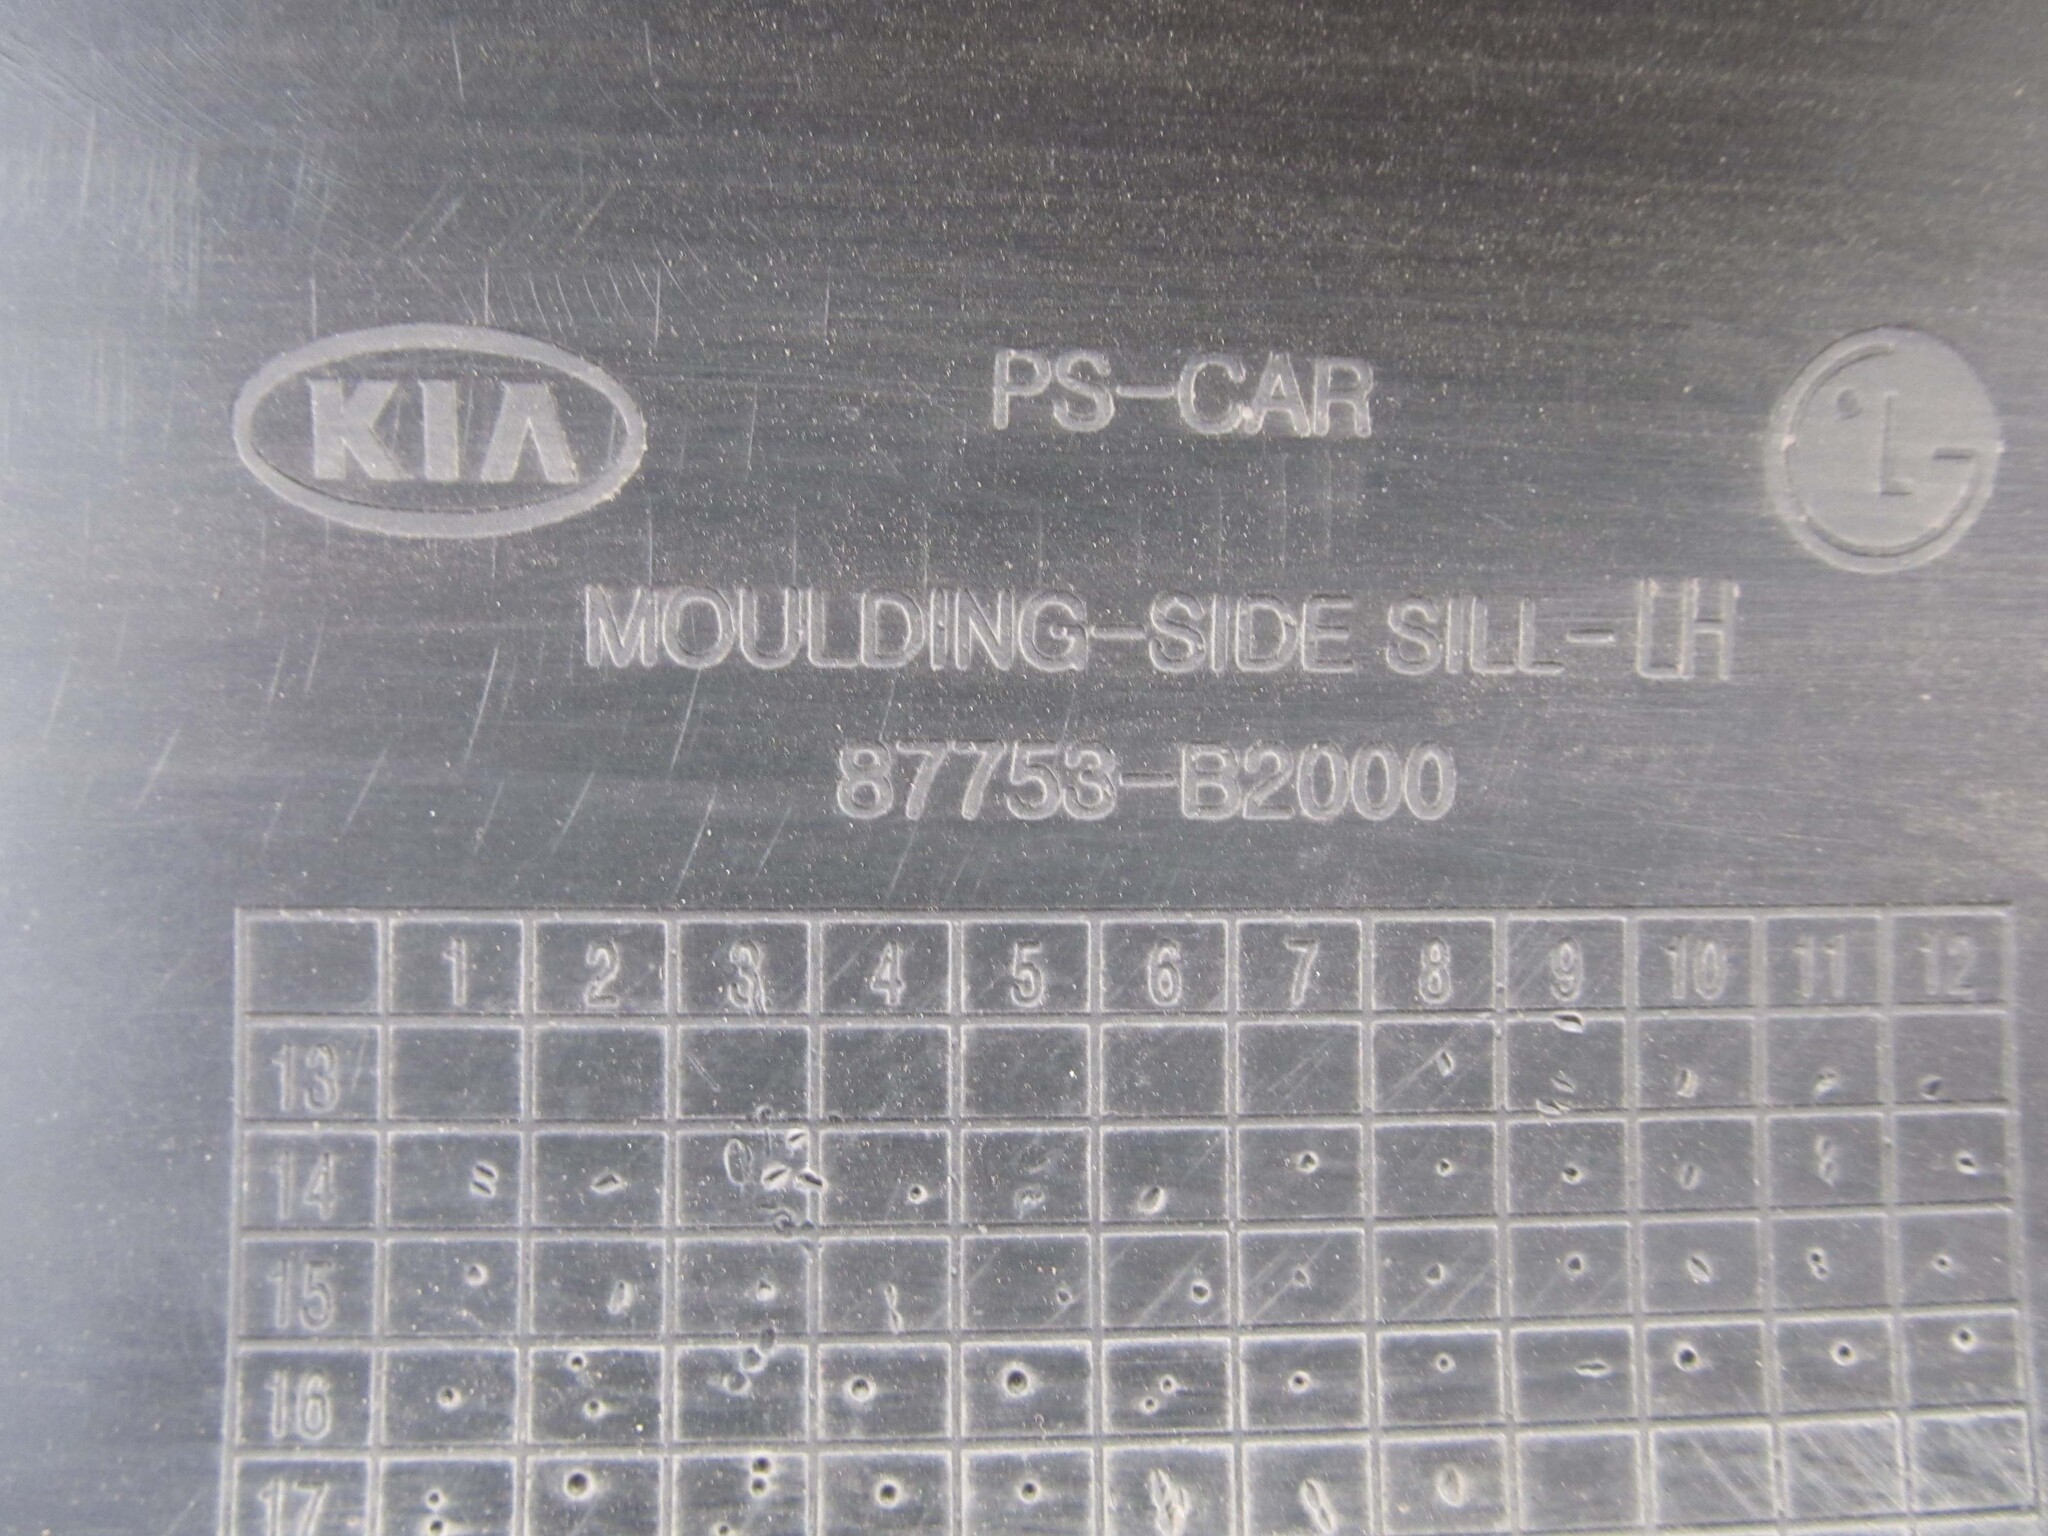 KIA
PS-CAR
LG
MOULDING-SIDE SILL-LH
87753-B2000
1 2 3 4 5 6 7 8 9 10 11 12
13
14
15
16
17